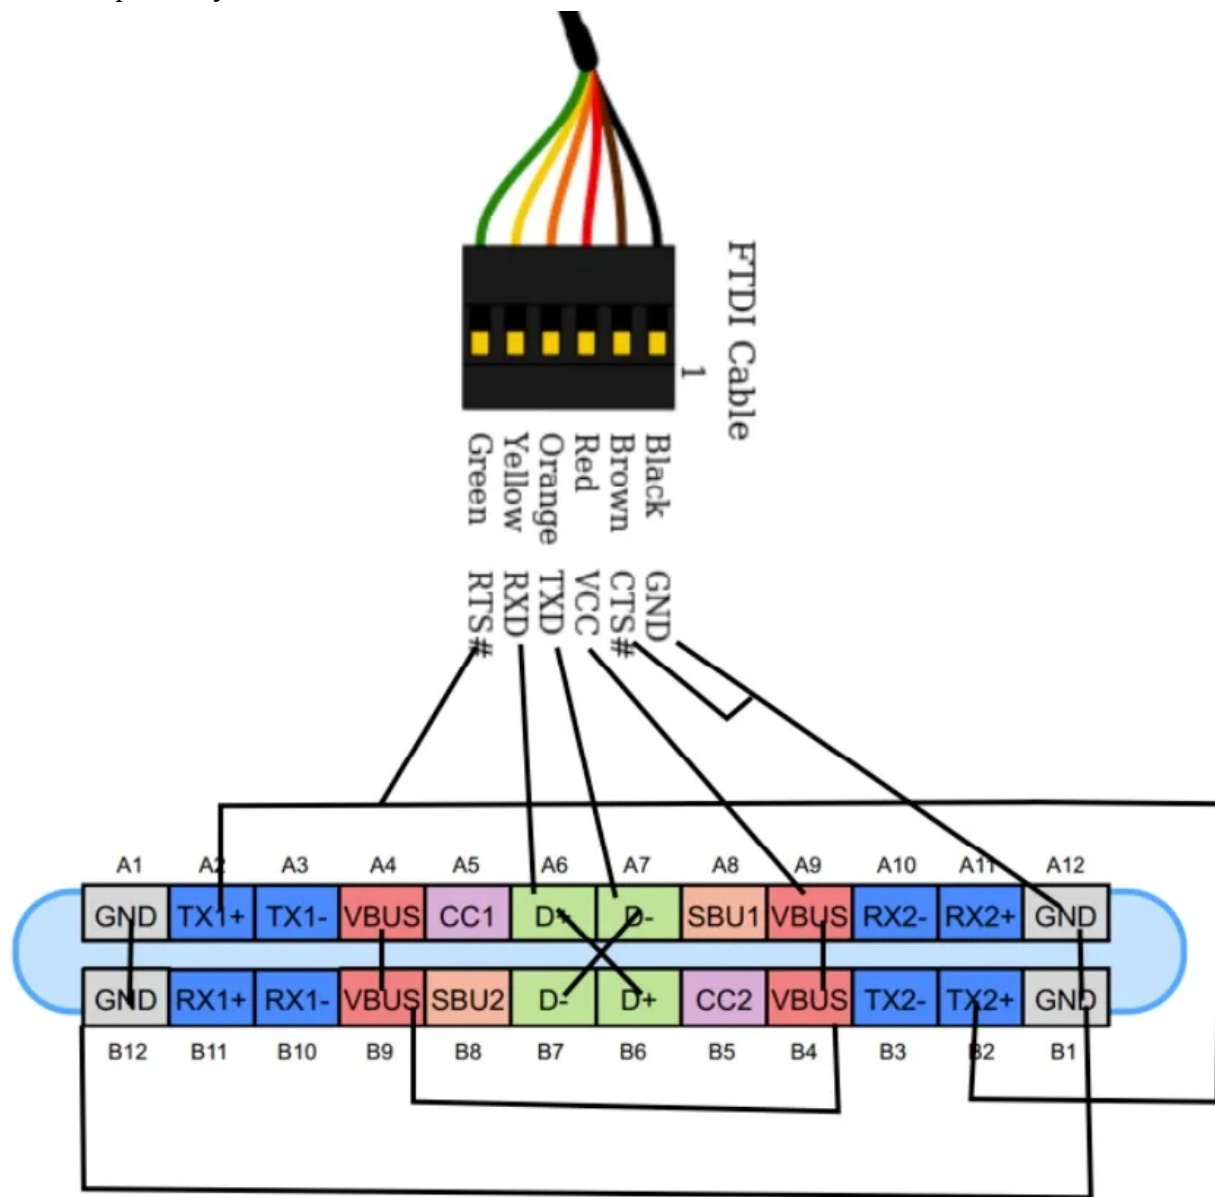 FTDI Cable
1
Green Yellow Orange Red Brown Black
RTS# RXD TXD VCC CTS# GND
A1 A2 A3 A4 A5 A6 A7 A8 A9 A10 A11 A12
GND TX1+ TX1- VBUS CC1 D+ D- SBU1 VBUS RX2- RX2+ GND
GND RX1+ RX1- VBUS SBU2 D- D+ CC2 VBUS TX2- TX2+ GND
B12 B11 B10 B9 B8 B7 B6 B5 B4 B3 B2 B1